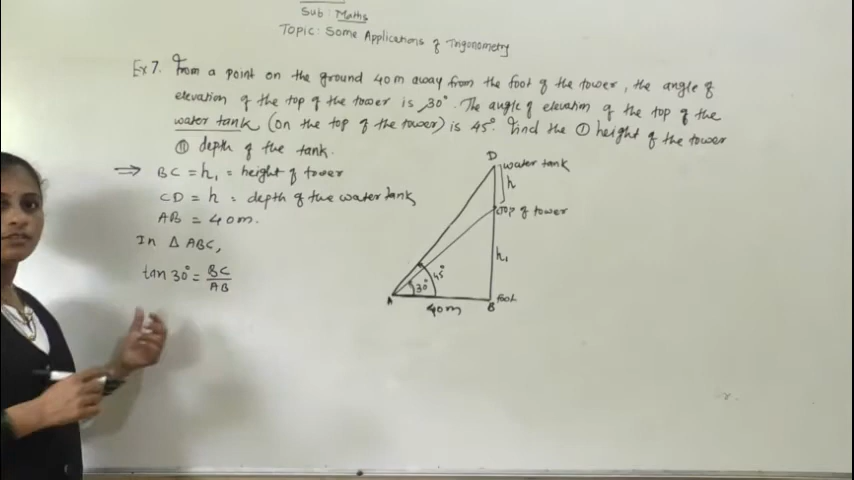 Sub: Maths
Topic: Some Applications of Trigonometry
Ex 7. From a point on the ground 40m away from the foot of the tower, the angle of
elevation of the top of the tower is 30°. The angle of elevation of the top of the
water tank (on the top of the tower) is 45°. Find the (i) height of the tower
(ii) depth of the tank.
⇒ BC = h₁ = height of tower
CD = h = depth of the water tank
AB = 40m.
In △ ABC,
tan 30° = BC/AB
D water tank
h
C top of tower
h₁
45°
30°
A
B foot
40m